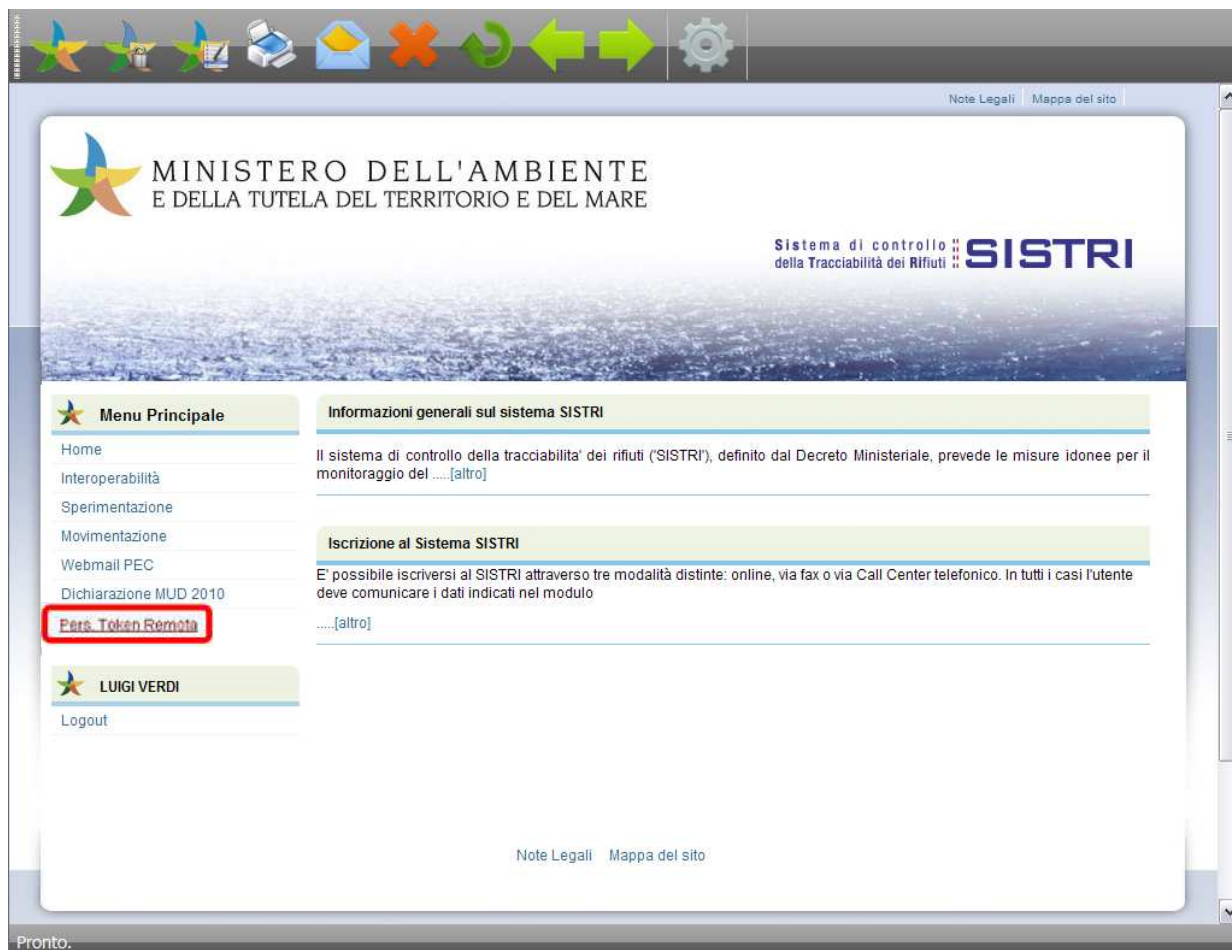 Note Legali Mappa del sito
MINISTERO DELL'AMBIENTE
E DELLA TUTELA DEL TERRITORIO E DEL MARE
Sistema di controllo
della Tracciabilità dei Rifiuti
SISTRI
Menu Principale
Home
Interoperabilità
Sperimentazione
Movimentazione
Webmail PEC
Dichiarazione MUD 2010
Pers. Token Remota
LUIGI VERDI
Logout
Informazioni generali sul sistema SISTRI
Il sistema di controllo della tracciabilita' dei rifiuti ('SISTRI'), definito dal Decreto Ministeriale, prevede le misure idonee per il
monitoraggio del .....[altro]
Iscrizione al Sistema SISTRI
E' possibile iscriversi al SISTRI attraverso tre modalità distinte: online, via fax o via Call Center telefonico. In tutti i casi l'utente
deve comunicare i dati indicati nel modulo
.....[altro]
Note Legali Mappa del sito
Pronto.